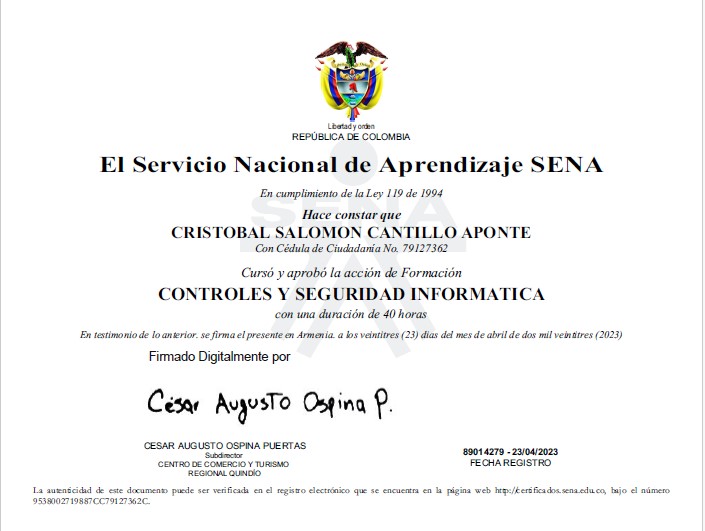 Libertad y orden
REPÚBLICA DE COLOMBIA
El Servicio Nacional de Aprendizaje SENA
En cumplimiento de la Ley 119 de 1994
SENA
Hace constar que
CRISTOBAL SALOMON CANTILLO APONTE
Con Cédula de Ciudadanía No. 79127362
Cursó y aprobó la acción de Formación
CONTROLES Y SEGURIDAD INFORMATICA
con una duración de 40 horas
En testimonio de lo anterior. se firma el presente en Armenia. a los veintitres (23) dias del mes de abril de dos mil veintitres (2023)
Firmado Digitalmente por
César Augusto Ospina P.
CESAR AUGUSTO OSPINA PUERTAS
Subdirector
CENTRO DE COMERCIO Y TURISMO
REGIONAL QUINDÍO
89014279 - 23/04/2023
FECHA REGISTRO
La autenticidad de este documento puede ser verificada en el registro electrónico que se encuentra en la página web http://certificados.sena.edu.co, bajo el número
9538002719887CC79127362C.